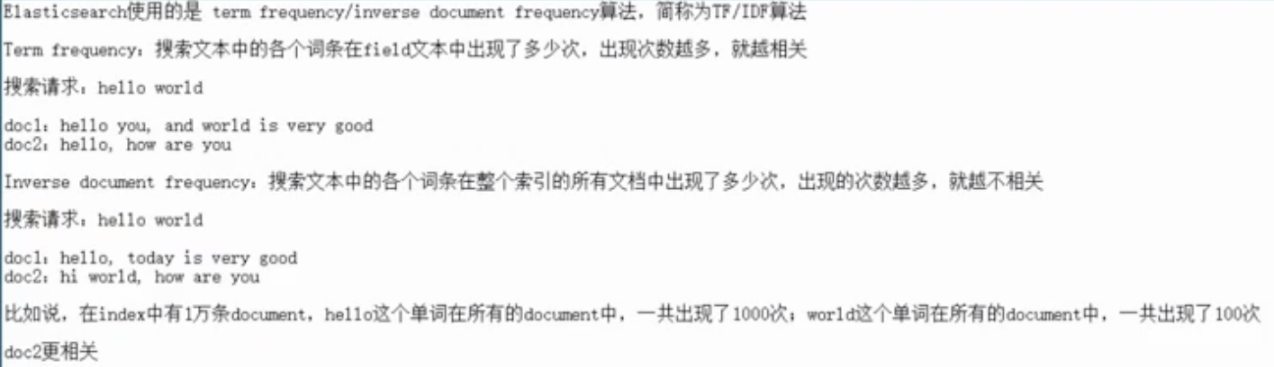 Elasticsearch使用的是 term frequency/inverse document frequency算法，简称为TF/IDF算法
Term frequency：搜索文本中的各个词条在field文本中出现了多少次，出现次数越多，就越相关
搜索请求：hello world
doc1：hello you, and world is very good
doc2：hello, how are you
Inverse document frequency：搜索文本中的各个词条在整个索引的所有文档中出现了多少次，出现的次数越多，就越不相关
搜索请求：hello world
doc1：hello, today is very good
doc2：hi world, how are you
比如说，在index中有1万条document，hello这个单词在所有的document中，一共出现了1000次；world这个单词在所有的document中，一共出现了100次
doc2更相关